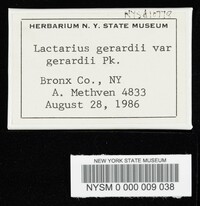 HERBARIUM N. Y. STATE MUSEUM
Lactarius gerardii var
gerardii Pk.
Bronx Co., NY
A. Methven 4833
August 28, 1986
NEW YORK STATE MUSEUM
NYSM 0 000 009 038